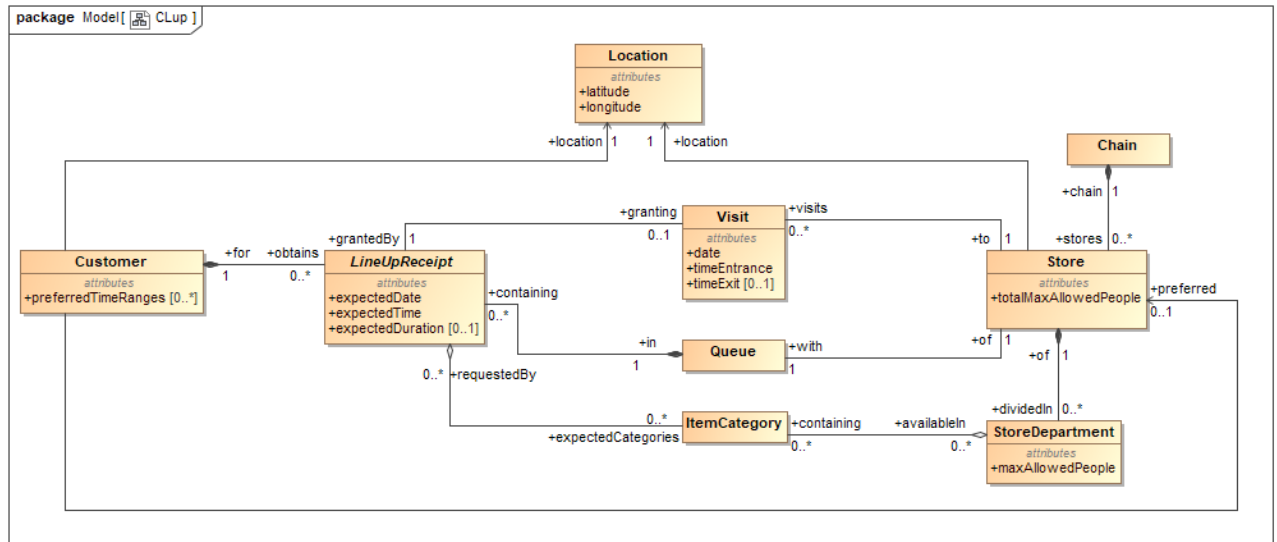 package Model[ CLup ]
Location
attributes
+latitude
+longitude
+location 1
1 +location
Chain
+chain 1
+stores 0..*
+granting
0..1
+grantedBy 1
Visit
attributes
+date
+timeEntrance
+timeExit [0..1]
+visits
0..*
+to 1
Customer
attributes
+preferredTimeRanges [0..*]
+for
1
+obtains
0..*
LineUpReceipt
attributes
+expectedDate
+expectedTime
+expectedDuration [0..1]
+containing
0..*
+in
1
Queue
+with
1
+of 1
Store
attributes
+totalMaxAllowedPeople
+preferred
0..1
+of 1
+dividedIn 0..*
0..* +requestedBy
0..*
+expectedCategories
ItemCategory
+containing
0..*
+availableIn
0..*
StoreDepartment
attributes
+maxAllowedPeople